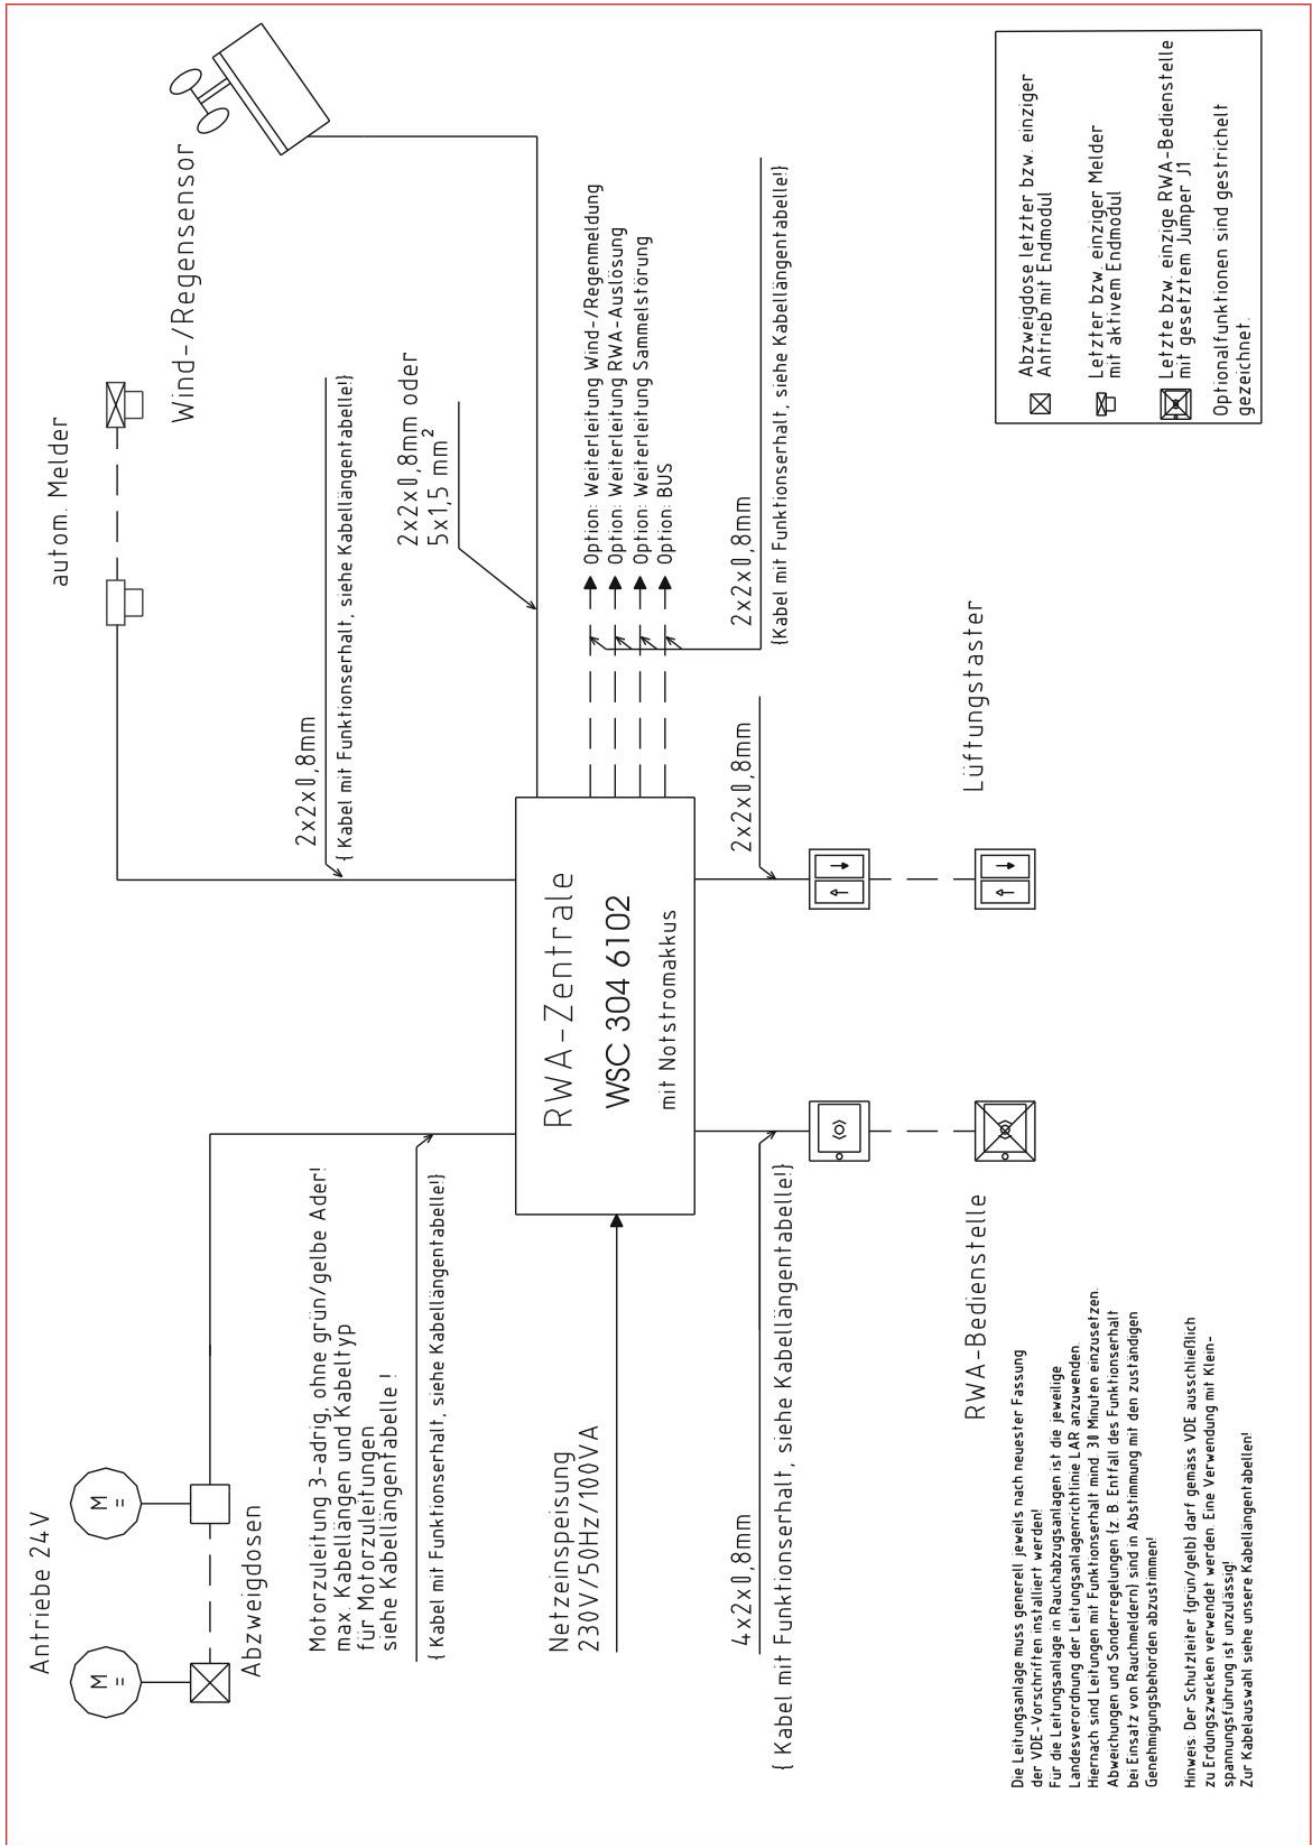 Antriebe 24V
M
=
M
=
Abzweigdosen
autom. Melder
Wind-/Regensensor
Motorzuleitung 3-adrig, ohne grün/gelbe Ader!
max. Kabellängen und Kabeltyp
für Motorzuleitungen
siehe Kabellängentabelle !
( Kabel mit Funktionserhalt, siehe Kabellängentabelle!)
2x2x0,8mm
( Kabel mit Funktionserhalt, siehe Kabellängentabelle!)
2x2x0,8mm oder
5x1,5 mm²
Netzeinspeisung
230V/50Hz/100VA
RWA-Zentrale
WSC 304 6102
mit Notstromakkus
Option: Weiterleitung Wind-/Regenmeldung
Option: Weiterleitung RWA-Auslösung
Option: Weiterleitung Sammelstörung
Option: BUS
4x2x0,8mm
( Kabel mit Funktionserhalt, siehe Kabellängentabelle!)
2x2x0,8mm
2x2x0,8mm
(Kabel mit Funktionserhalt, siehe Kabellängentabelle!)
RWA-Bedienstelle
Lüftungstaster
Die Leitungsanlage muss generell jeweils nach neuester Fassung
der VDE-Vorschriften installiert werden!
Für die Leitungsanlage in Rauchabzugsanlagen ist die jeweilige
Landesverordnung der Leitungsanlagenrichtlinie LAR anzuwenden.
Hiernach sind Leitungen mit Funktionserhalt mind. 30 Minuten einzusetzen.
Abweichungen und Sonderregelungen (z. B. Entfall des Funktionserhalt
bei Einsatz von Rauchmeldern) sind in Abstimmung mit den zuständigen
Genehmigungsbehörden abzustimmen!
Hinweis: Der Schutzleiter (grün/gelb) darf gemäss VDE ausschließlich
zu Erdungszwecken verwendet werden. Eine Verwendung mit Klein-
spannungsführung ist unzulässig!
Zur Kabelauswahl siehe unsere Kabellängentabellen!
Abzweigdose letzter bzw. einziger
Antrieb mit Endmodul
Letzter bzw. einziger Melder
mit aktivem Endmodul
Letzte bzw. einzige RWA-Bedienstelle
mit gesetztem Jumper J1
Optionalfunktionen sind gestrichelt
gezeichnet.